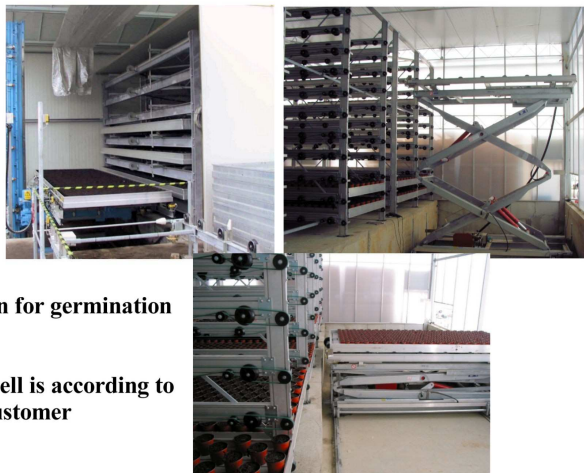 n for germination
ell is according to
ustomer